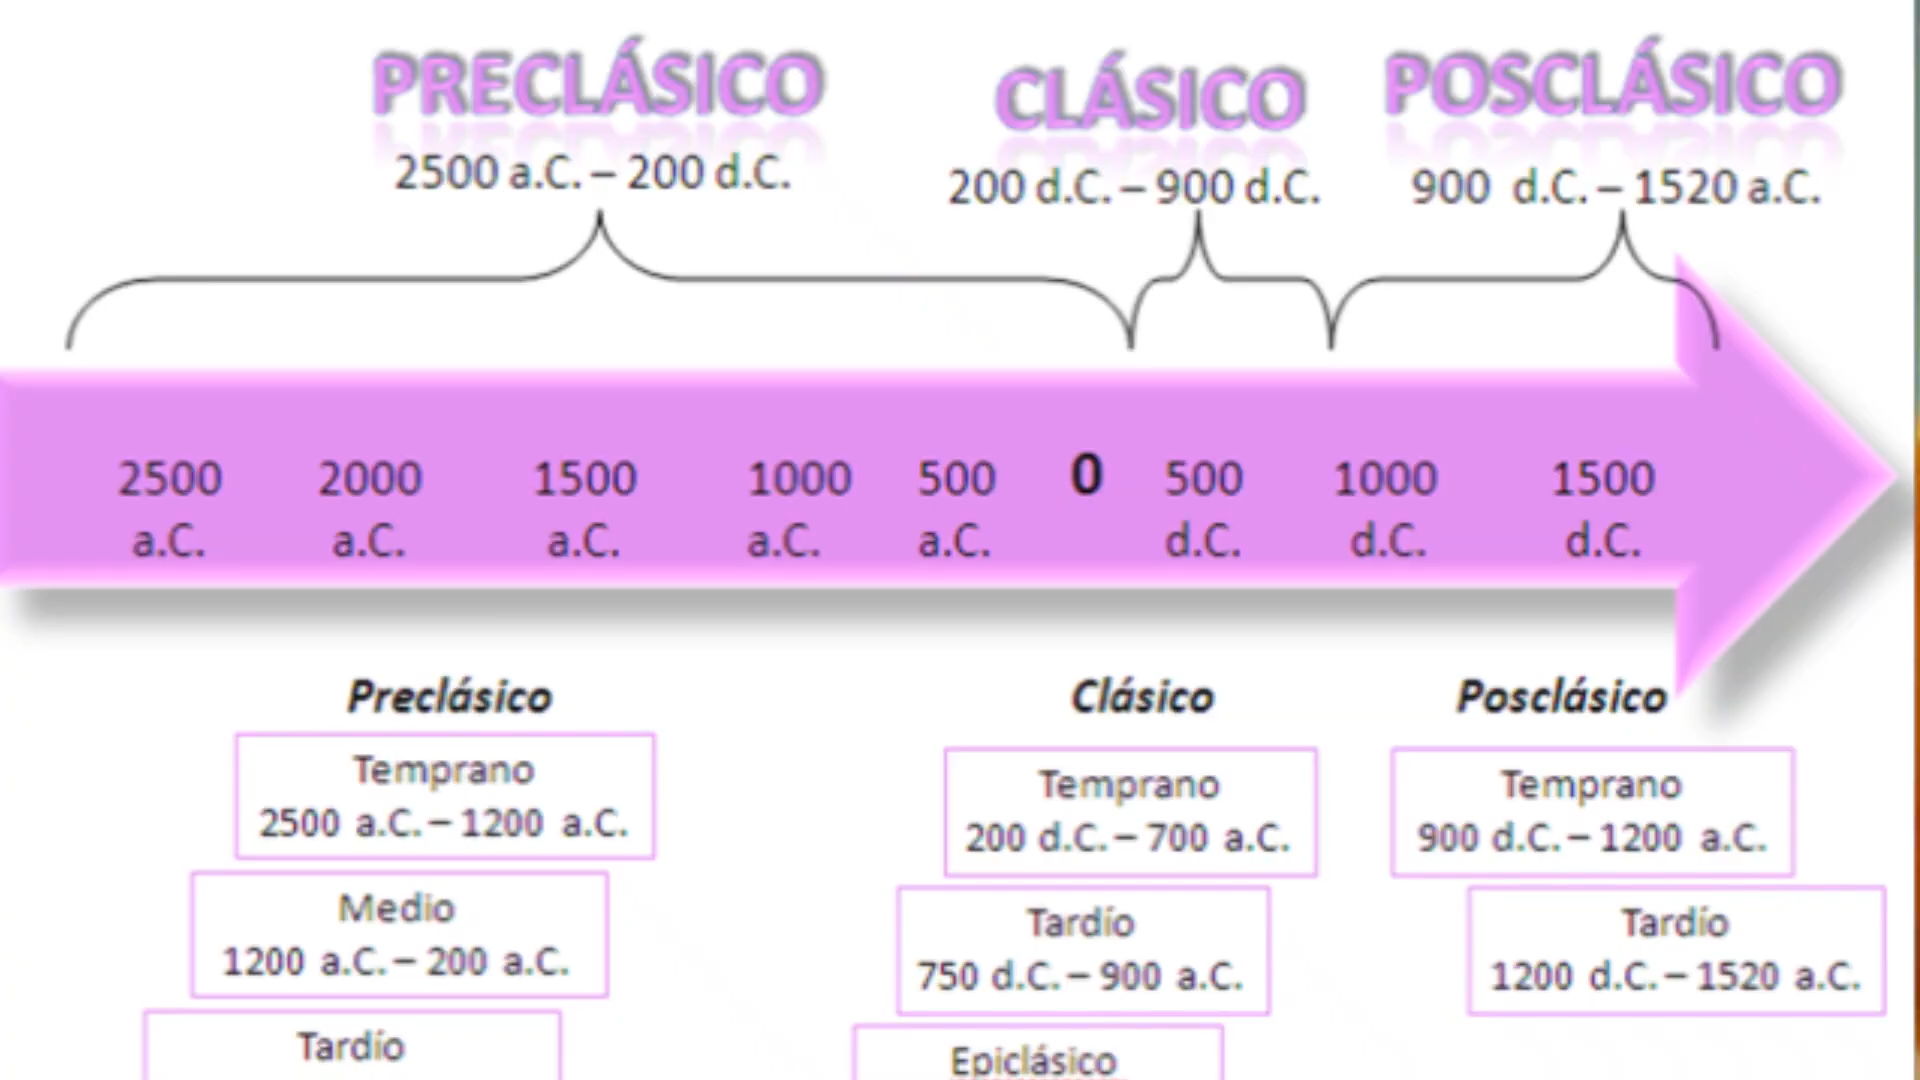 PRECLÁSICO
2500 a.C. – 200 d.C.
CLÁSICO
200 d.C. – 900 d.C.
POSCLÁSICO
900 d.C. – 1520 a.C.
2500 a.C.
2000 a.C.
1500 a.C.
1000 a.C.
500 a.C.
0
500 d.C.
1000 d.C.
1500 d.C.
Preclásico
Temprano
2500 a.C. – 1200 a.C.
Medio
1200 a.C. – 200 a.C.
Tardío
Clásico
Temprano
200 d.C. – 700 a.C.
Tardío
750 d.C. – 900 a.C.
Epiclásico
Posclásico
Temprano
900 d.C. – 1200 a.C.
Tardío
1200 d.C. – 1520 a.C.